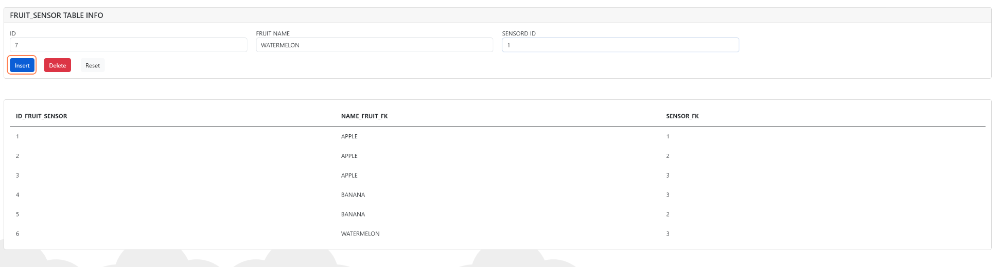 FRUIT_SENSOR TABLE INFO
ID FRUIT NAME SENSORD ID
7 WATERMELON 1
Insert Delete Reset
ID_FRUIT_SENSOR NAME_FRUIT_FK SENSOR_FK
1 APPLE 1
2 APPLE 2
3 APPLE 3
4 BANANA 3
5 BANANA 2
6 WATERMELON 3